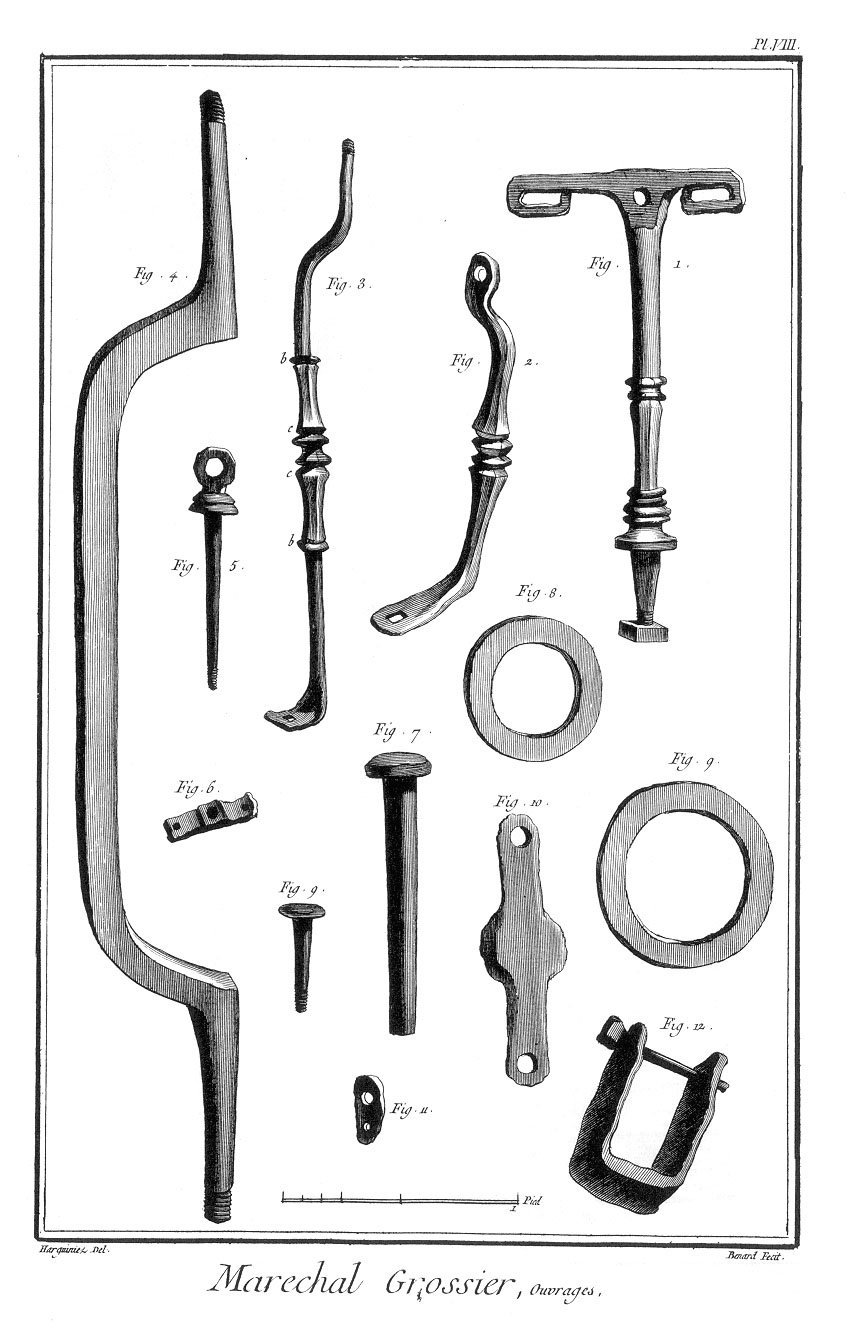 Pl. VIII.
Fig. 4.
Fig. 3.
Fig. 1.
b
Fig. 2.
c
c
b
Fig. 5.
Fig. 8.
Fig. 7.
Fig. 6.
Fig. 9.
Fig. 10.
Fig. 9.
Fig. 12.
Fig. 11.
Pied
1
Harguiniez Del.
Benard Fecit.
Marechal Grossier, Ouvrages.